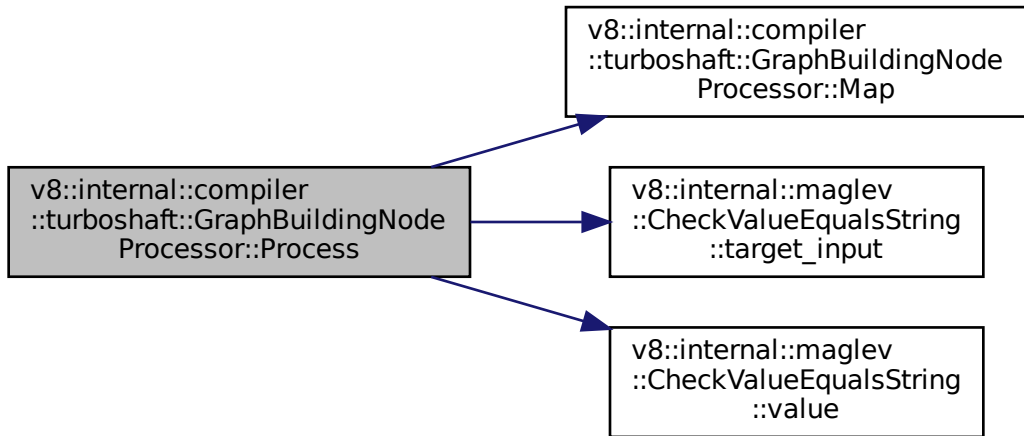 v8::internal::compiler
::turboshaft::GraphBuildingNode
Processor::Map
v8::internal::compiler
::turboshaft::GraphBuildingNode
Processor::Process
v8::internal::maglev
::CheckValueEqualsString
::target_input
v8::internal::maglev
::CheckValueEqualsString
::value